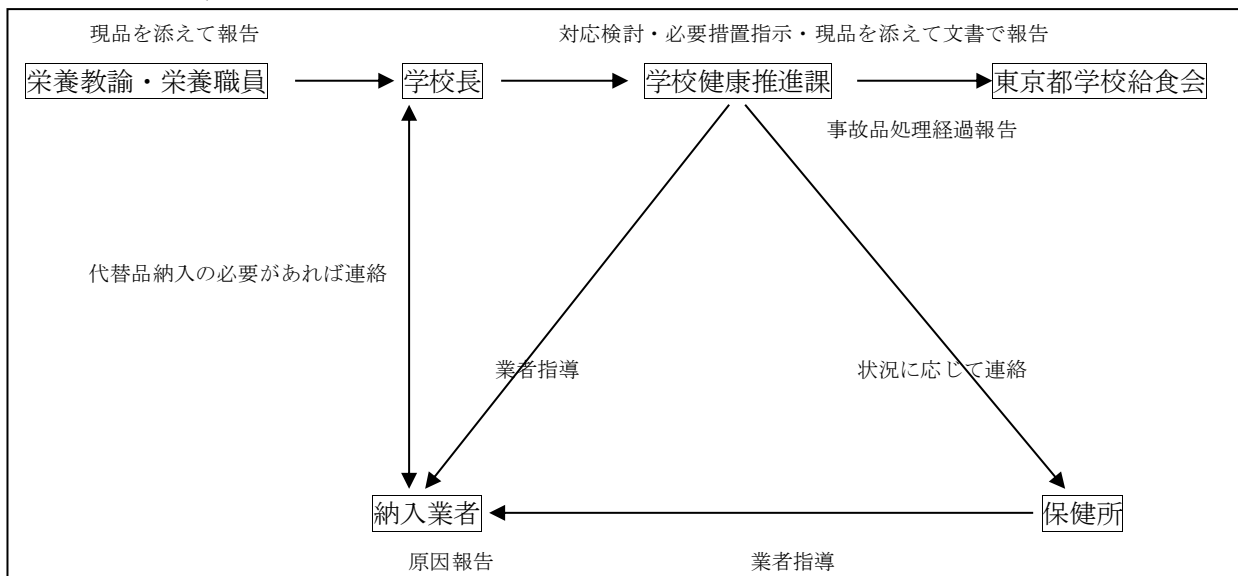 現品を添えて報告
対応検討・必要措置指示・現品を添えて文書で報告
栄養教諭・栄養職員
学校長
学校健康推進課
東京都学校給食会
事故品処理経過報告
代替品納入の必要があれば連絡
業者指導
状況に応じて連絡
納入業者
保健所
原因報告
業者指導